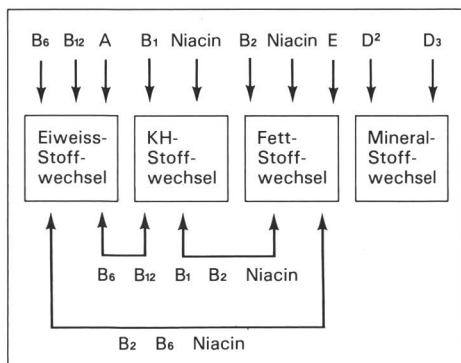 B6 B12 A B1 Niacin B2 Niacin E D² D3
Eiweiss- KH- Fett- Mineral-
Stoff- Stoff- Stoff- Stoff-
wechsel wechsel wechsel wechsel
B6 B12 B1 B2 Niacin
B2 B6 Niacin